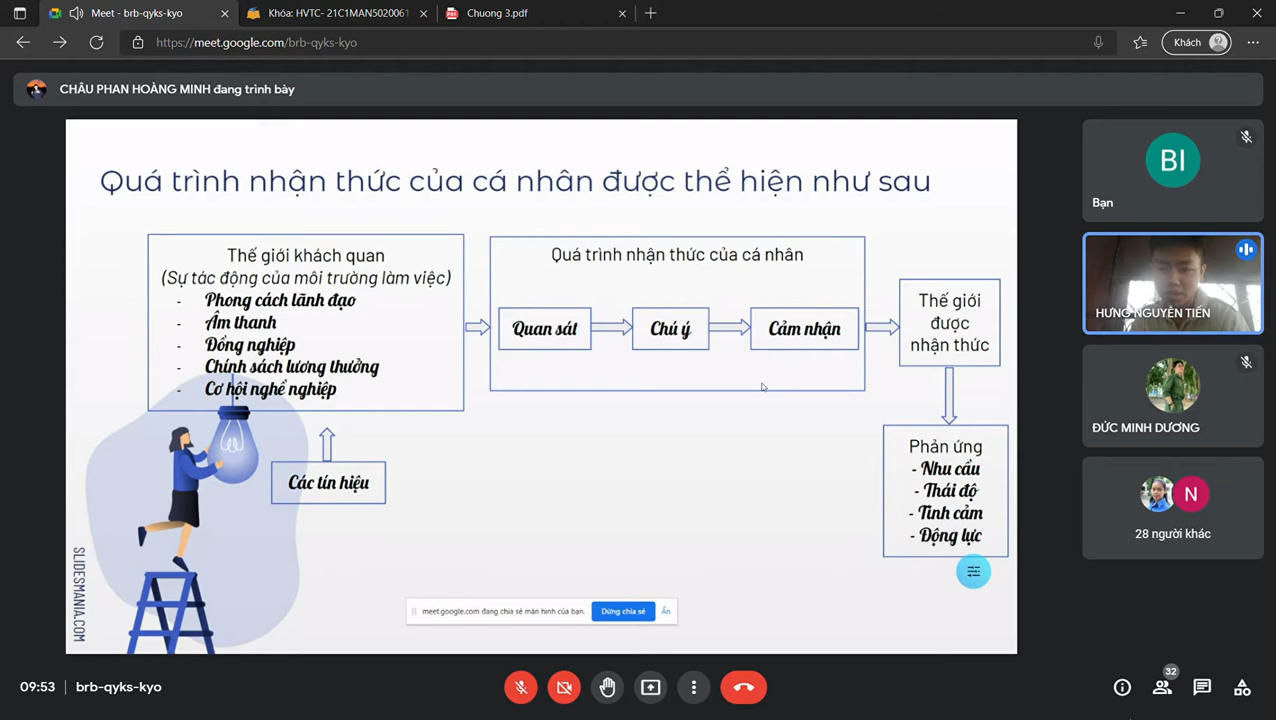 Meet - brb-qyks-kyo
Khóa: HVTC- 21C1MAN5020061
Chuong 3.pdf
https://meet.google.com/brb-qyks-kyo
Khách
CHÂU PHAN HOÀNG MINH đang trình bày
Quá trình nhận thức của cá nhân được thể hiện như sau
Thế giới khách quan
(Sự tác động của môi trường làm việc)
- Phong cách lãnh đạo
- Âm thanh
- Đồng nghiệp
- Chính sách lương thưởng
- Cơ hội nghề nghiệp
Các tín hiệu
Quá trình nhận thức của cá nhân
Quan sát
Chú ý
Cảm nhận
Thế giới
được
nhận thức
Phản ứng
- Nhu cầu
- Thái độ
- Tình cảm
- Động lực
SLIDESMANIA.COM
meet.google.com đang chia sẻ màn hình của bạn.
Dừng chia sẻ
Ẩn
BI
Bạn
HƯNG NGUYỄN TIẾN
ĐỨC MINH DƯƠNG
N
28 người khác
09:53 | brb-qyks-kyo
32